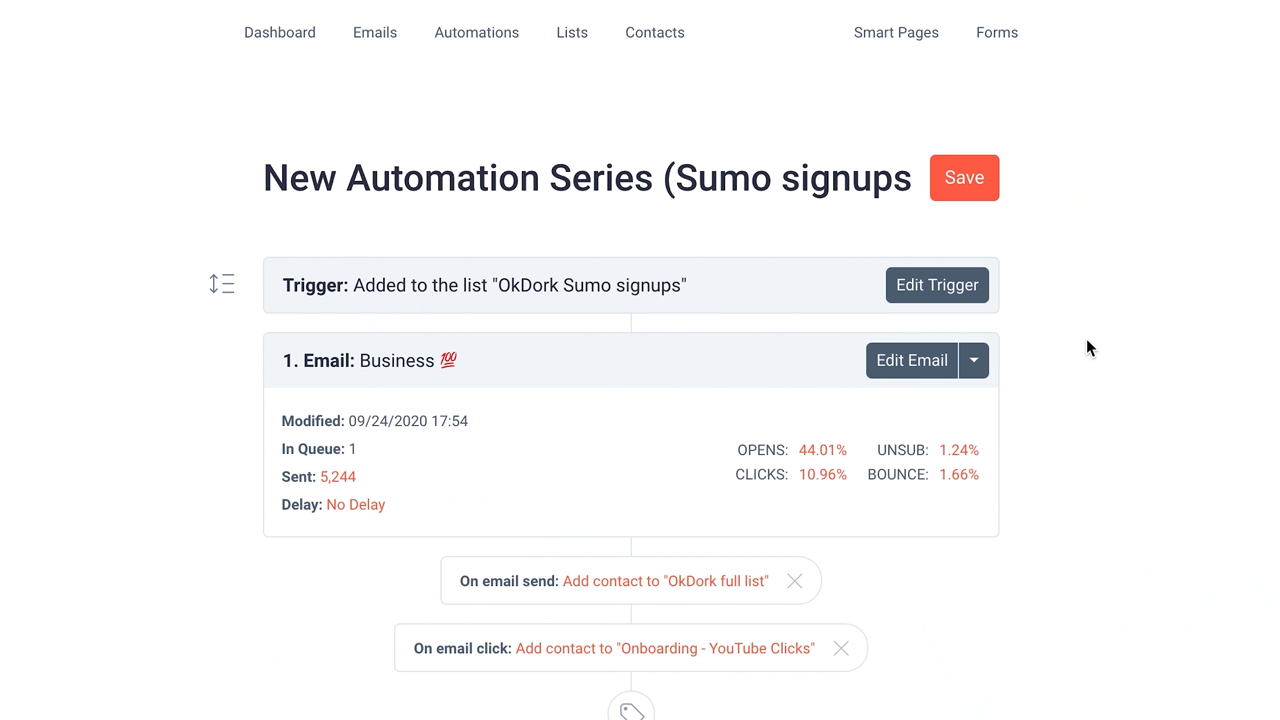 Dashboard Emails Automations Lists Contacts Smart Pages Forms
New Automation Series (Sumo signups Save
Trigger: Added to the list "OkDork Sumo signups" Edit Trigger
1. Email: Business 💯 Edit Email
Modified: 09/24/2020 17:54
In Queue: 1
OPENS: 44.01% UNSUB: 1.24%
Sent: 5,244
CLICKS: 10.96% BOUNCE: 1.66%
Delay: No Delay
On email send: Add contact to "OkDork full list"
On email click: Add contact to "Onboarding - YouTube Clicks"